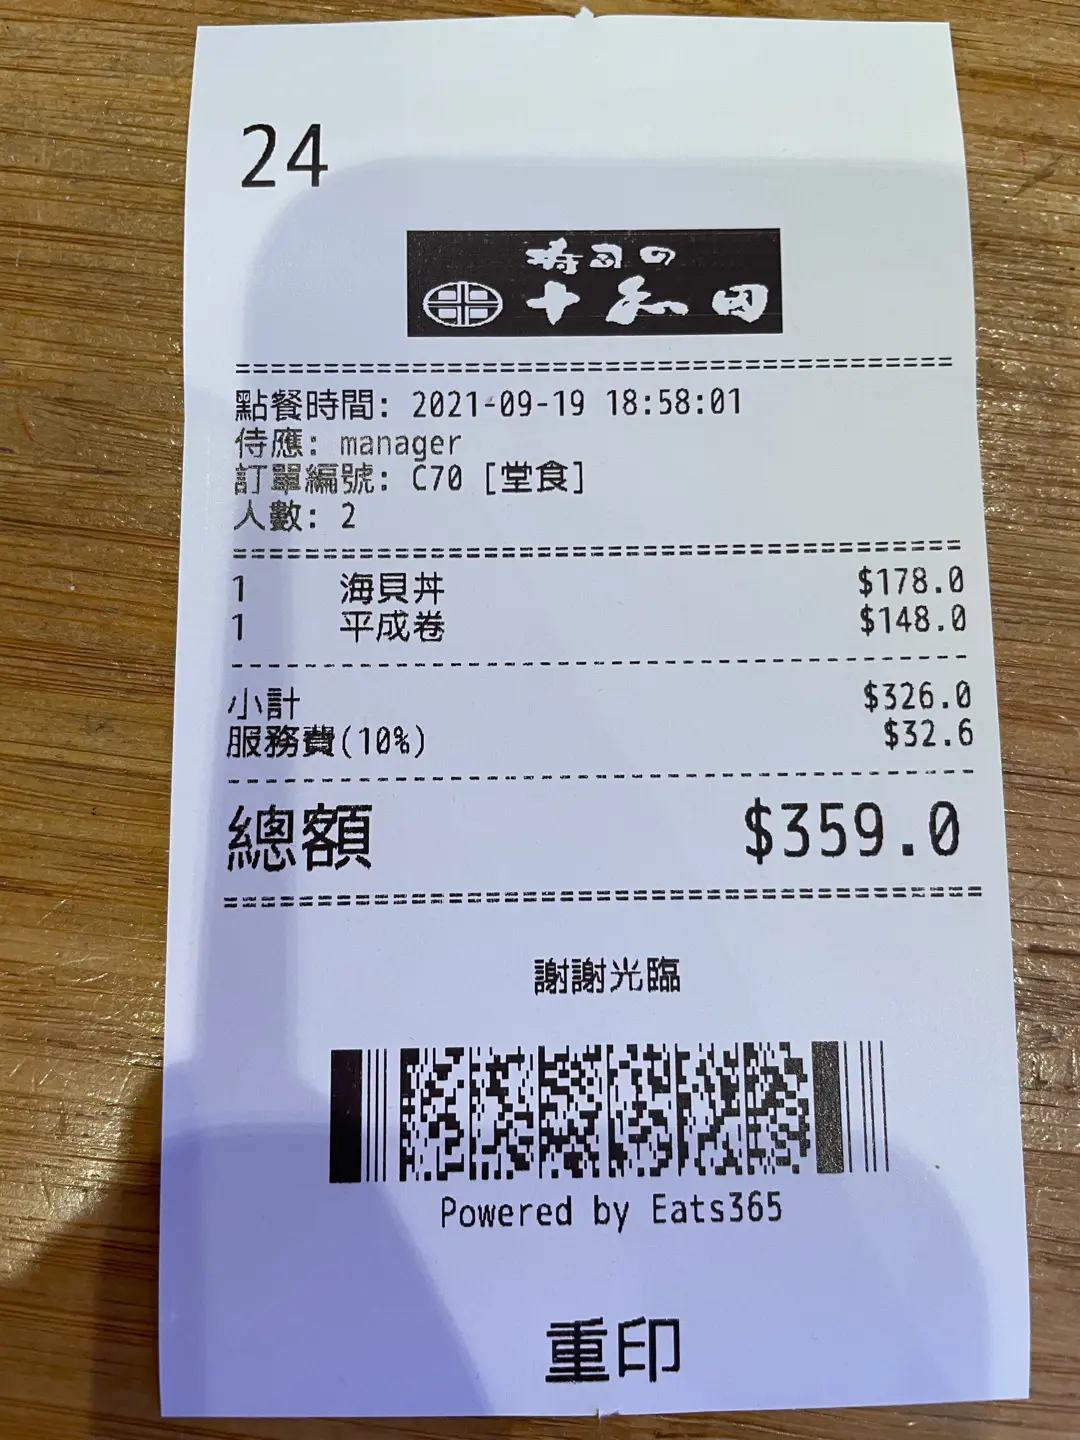 24
寿司の
十和田
================================================
點餐時間: 2021-09-19 18:58:01
侍應: manager
訂單編號: C70 [堂食]
人數: 2
================================================
1 海貝丼 $178.0
1 平成卷 $148.0
------------------------------------------------
小計 $326.0
服務費(10%) $32.6
------------------------------------------------
總額 $359.0
================================================
謝謝光臨
Powered by Eats365
重印